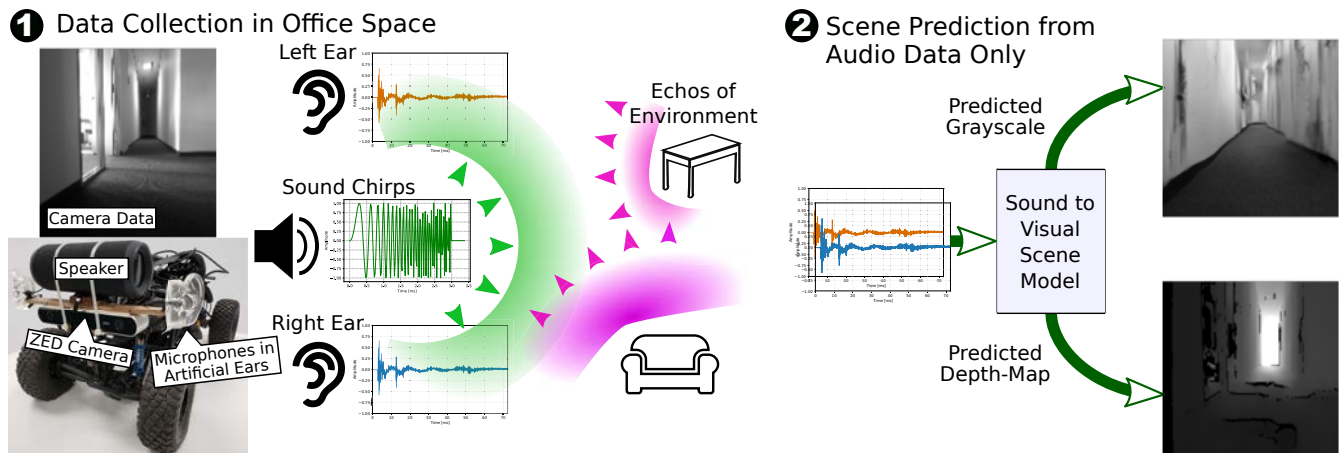 1 Data Collection in Office Space
Left Ear
Camera Data
Sound Chirps
Speaker
ZED Camera
Microphones in
Artificial Ears
Right Ear
Echos of
Environment
2 Scene Prediction from
Audio Data Only
Predicted
Grayscale
Sound to
Visual
Scene
Model
Predicted
Depth-Map